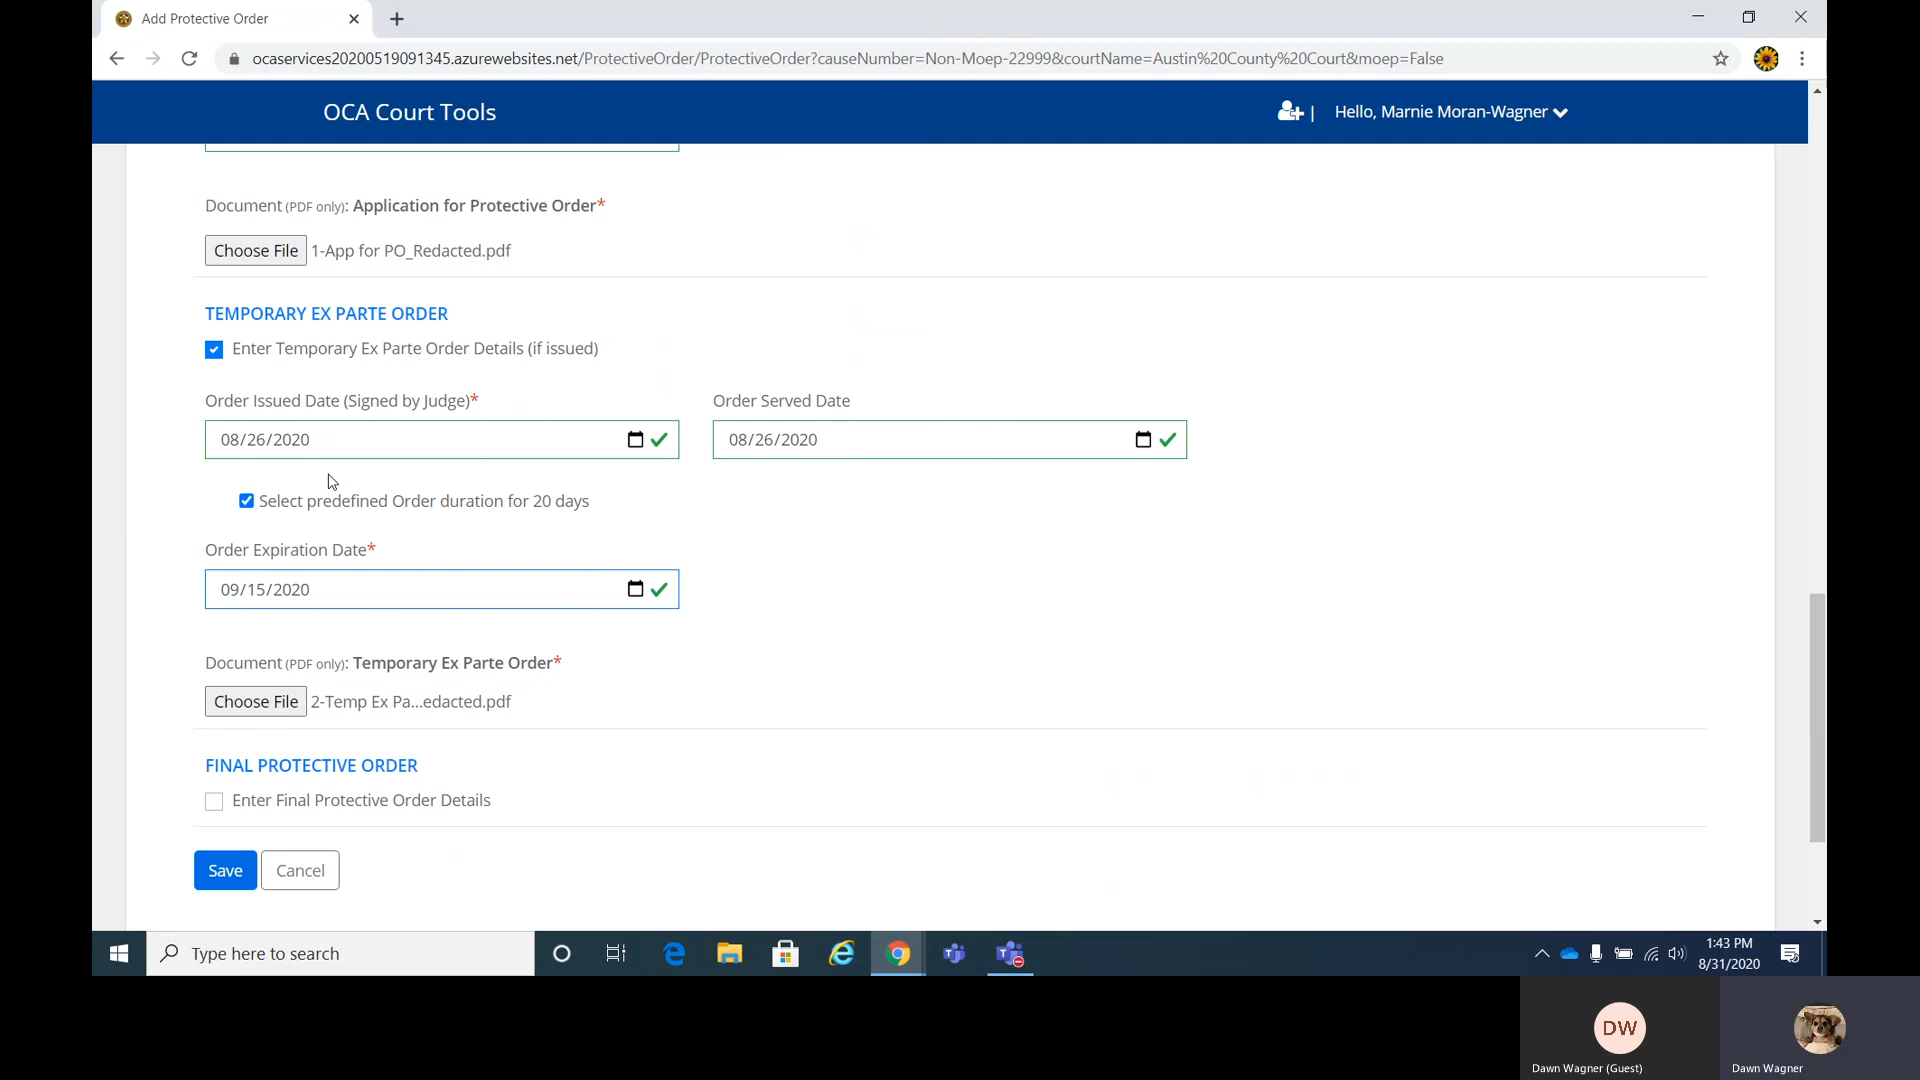 Add Protective Order
ocaservices20200519091345.azurewebsites.net/ProtectiveOrder/ProtectiveOrder?causeNumber=Non-Moep-22999&courtName=Austin%20County%20Court&moep=False
OCA Court Tools
| Hello, Marnie Moran-Wagner
Document (PDF only): Application for Protective Order*
Choose File 1-App for PO_Redacted.pdf
TEMPORARY EX PARTE ORDER
Enter Temporary Ex Parte Order Details (if issued)
Order Issued Date (Signed by Judge)* Order Served Date
08/26/2020 08/26/2020
Select predefined Order duration for 20 days
Order Expiration Date*
09/15/2020
Document (PDF only): Temporary Ex Parte Order*
Choose File 2-Temp Ex Pa...edacted.pdf
FINAL PROTECTIVE ORDER
Enter Final Protective Order Details
Save Cancel
Type here to search
1:43 PM
8/31/2020
DW
Dawn Wagner (Guest) Dawn Wagner